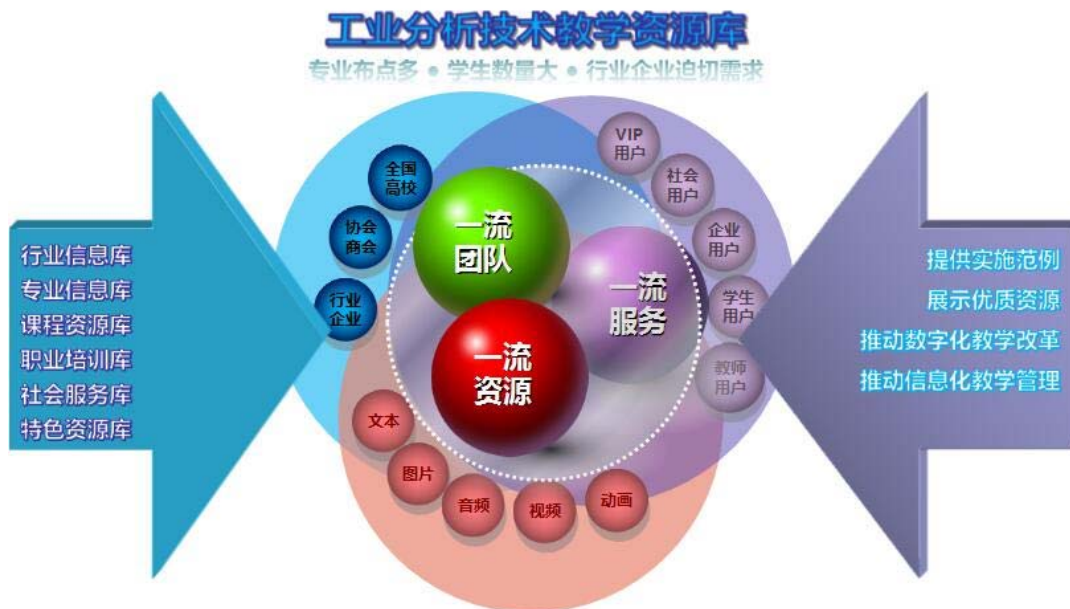 工业分析技术教学资源库
专业布点多 • 学生数量大 • 行业企业迫切需求
行业信息库
专业信息库
课程资源库
职业培训库
社会服务库
特色资源库
全国
高校
协会
商会
行业
企业
一流
团队
一流
服务
一流
资源
VIP
用户
社会
用户
企业
用户
学生
用户
教师
用户
文本
图片
音频
视频
动画
提供实施范例
展示优质资源
推动数字化教学改革
推动信息化教学管理